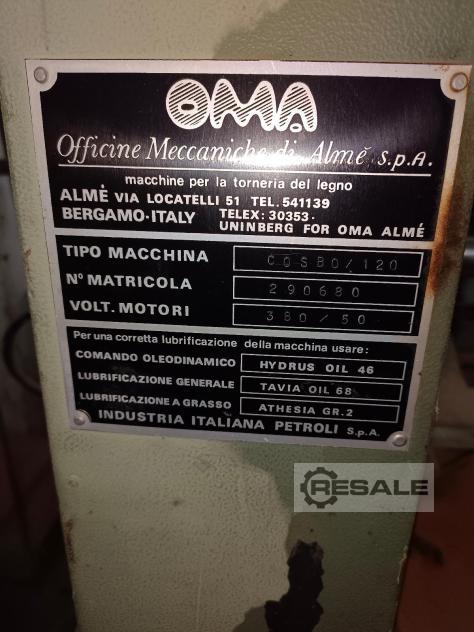 OMA
Officine Meccaniche di Almè S.p.A.
macchine per la torneria del legno
ALMÈ VIA LOCATELLI 51 TEL. 541139
BERGAMO-ITALY TELEX: 30353-
UNINBERG FOR OMA ALMÉ
TIPO MACCHINA COSBO/120
N° MATRICOLA 290680
VOLT. MOTORI 380/50
Per una corretta lubrificazione della macchina usare:
COMANDO OLEODINAMICO HYDRUS OIL 46
LUBRIFICAZIONE GENERALE TAVIA OIL 68
LUBRIFICAZIONE A GRASSO ATHESIA GR.2
INDUSTRIA ITALIANA PETROLI S.p.A.
RESALE